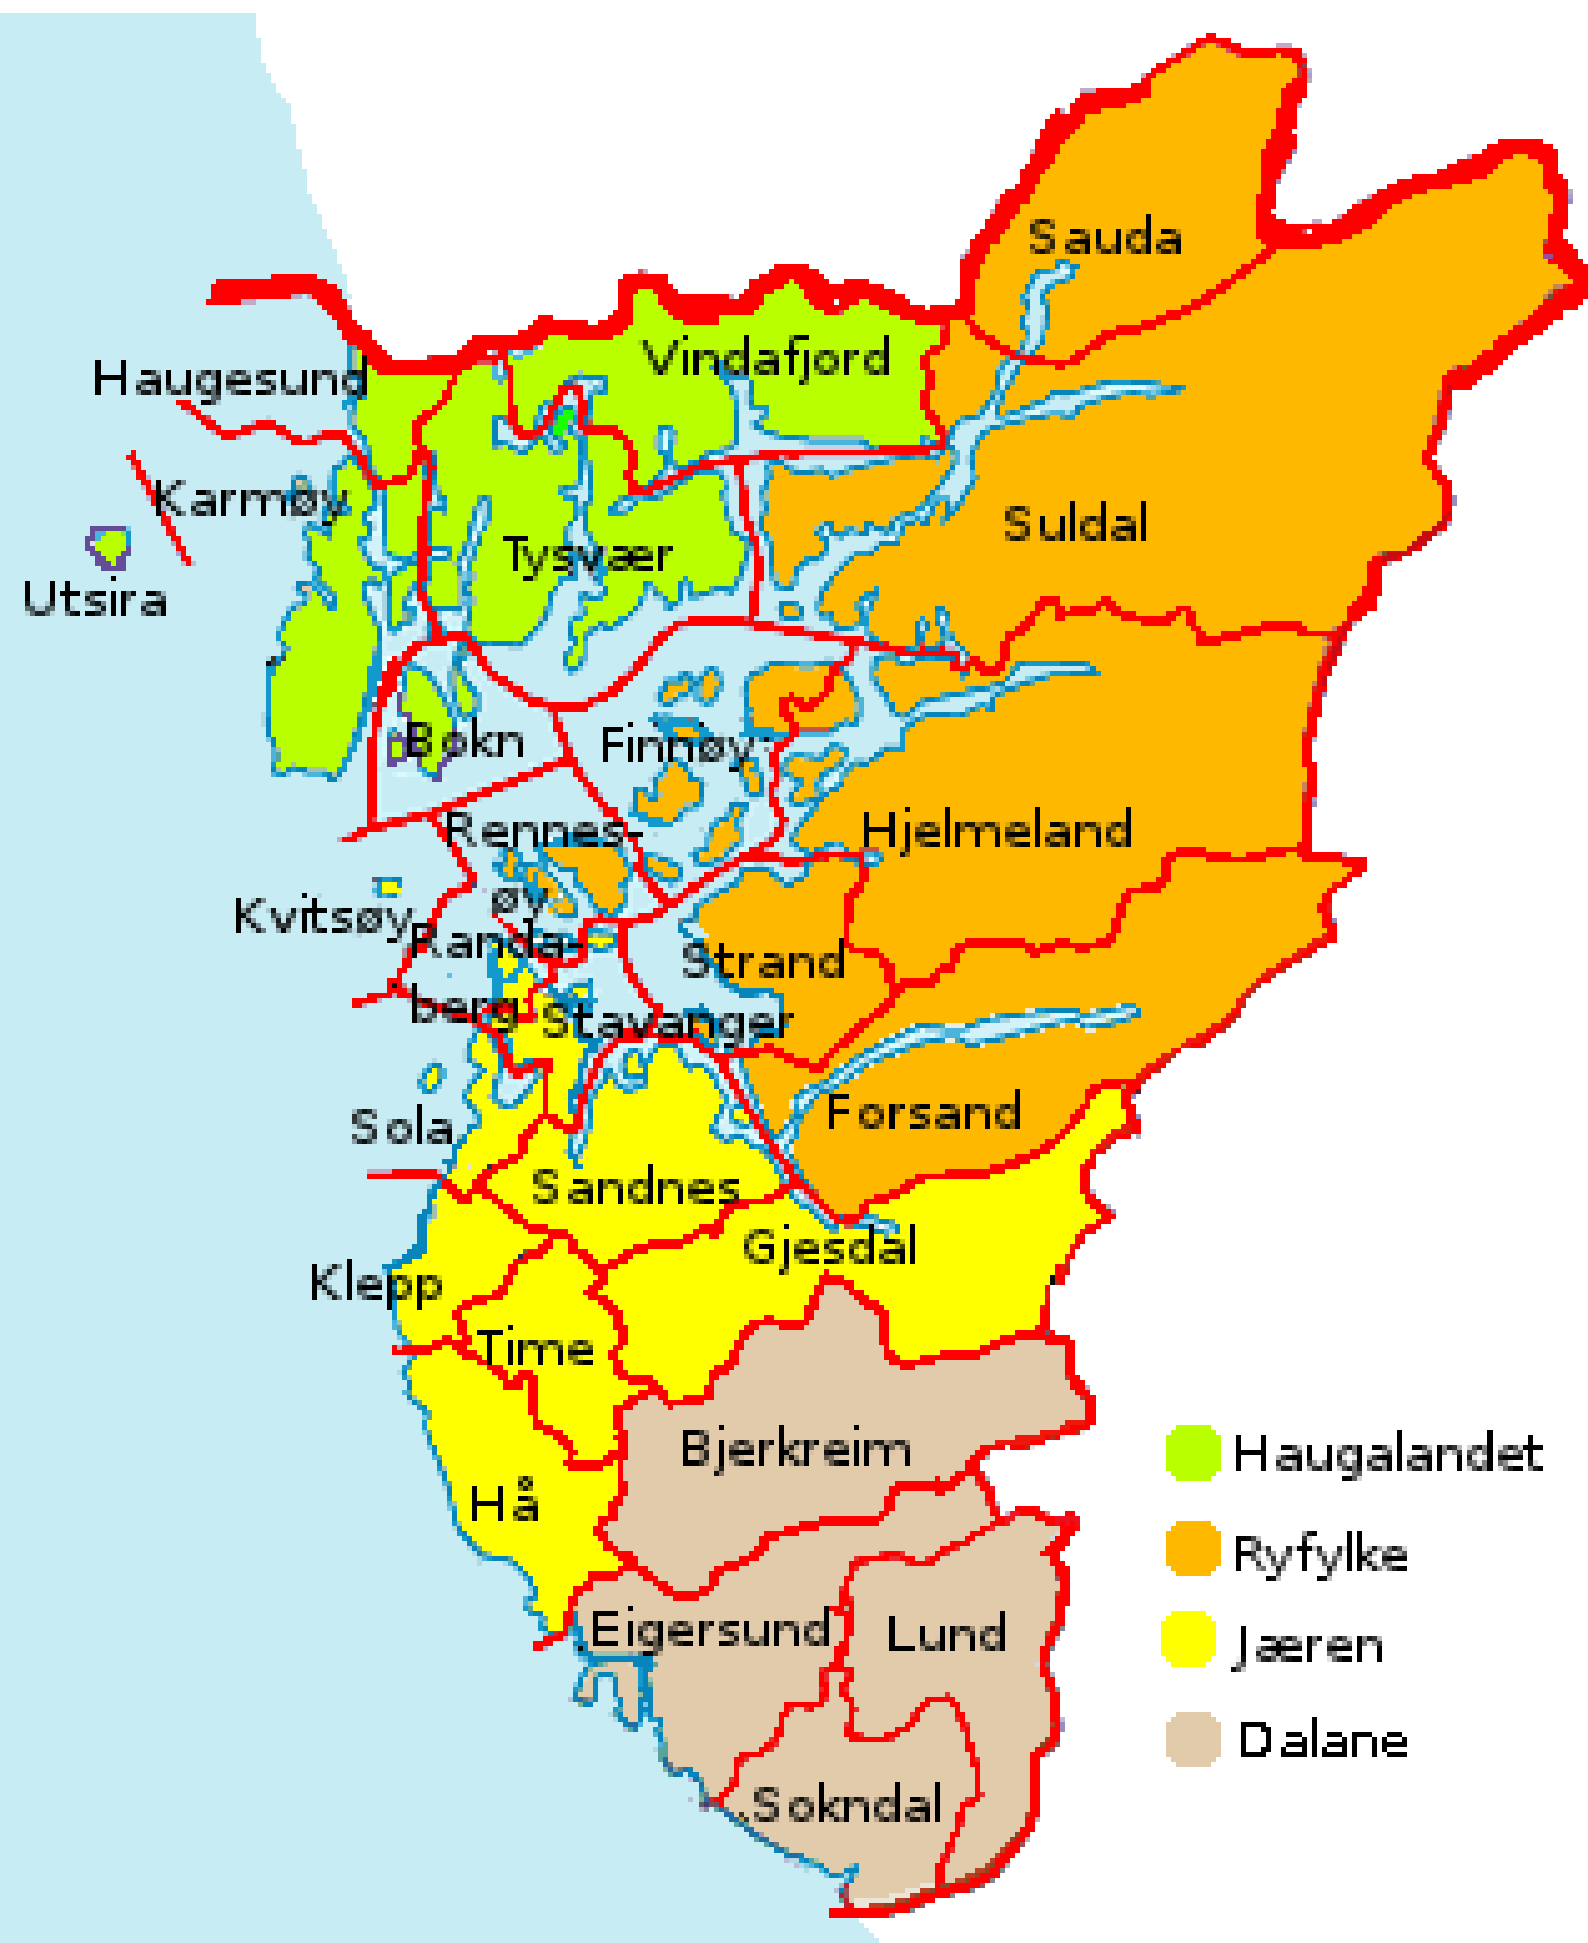 Sauda
Vindafjord
Haugesund
Karmøy
Suldal
Tysvær
Utsira
Bokn
Finnøy
Rennes-
øy
Hjelmeland
Kvitsøy
Randa-
berg
Strand
Stavanger
Forsand
Sola
Sandnes
Gjesdal
Klepp
Time
Bjerkreim
Hå
Eigersund
Lund
Sokndal
Haugalandet
Ryfylke
Jæren
Dalane